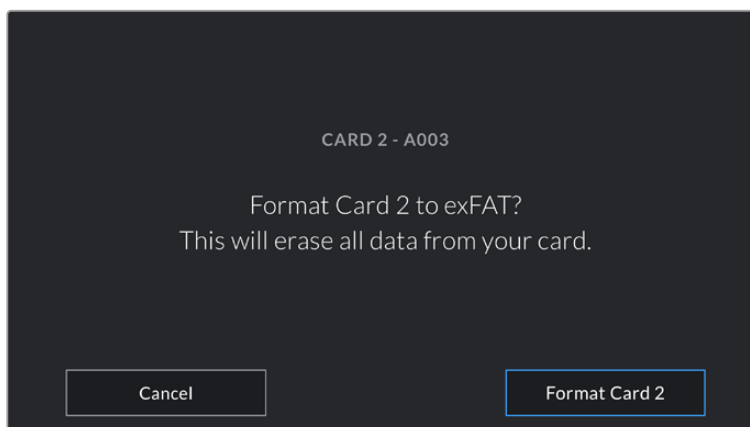 CARD 2 - A003
Format Card 2 to exFAT?
This will erase all data from your card.
Cancel
Format Card 2